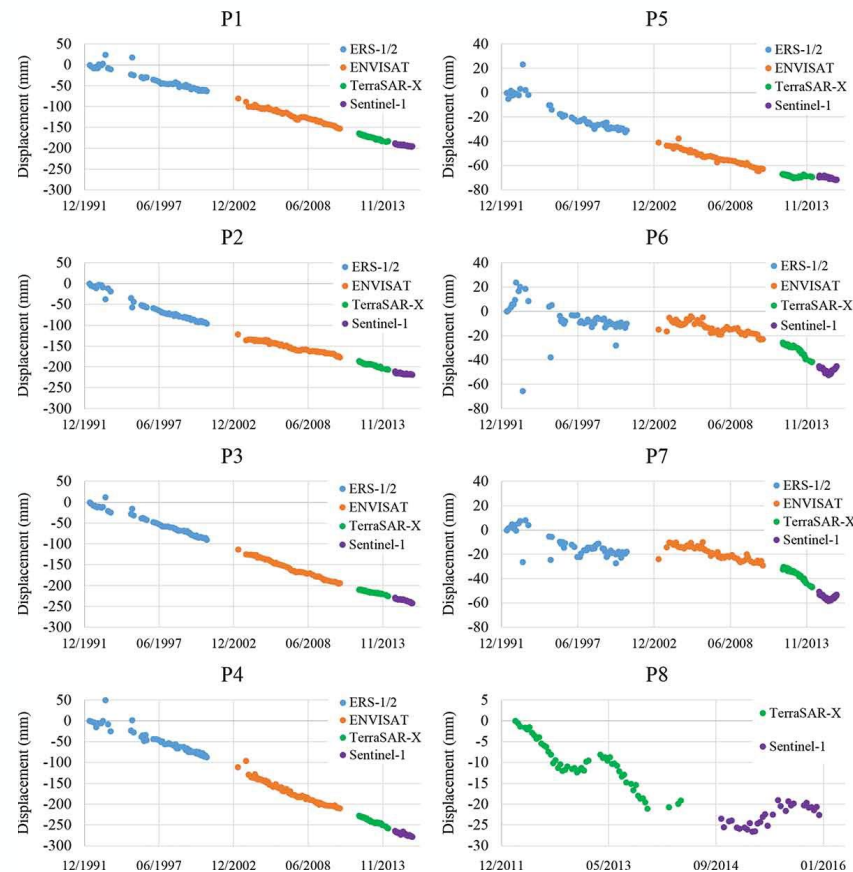 P1
Displacement (mm)
50
0
-50
-100
-150
-200
-250
-300
12/1991
06/1997
12/2002
06/2008
11/2013
ERS-1/2
ENVISAT
TerraSAR-X
Sentinel-1
P5
Displacement (mm)
40
20
0
-20
-40
-60
-80
12/1991
06/1997
12/2002
06/2008
11/2013
ERS-1/2
ENVISAT
TerraSAR-X
Sentinel-1
P2
Displacement (mm)
50
0
-50
-100
-150
-200
-250
-300
12/1991
06/1997
12/2002
06/2008
11/2013
ERS-1/2
ENVISAT
TerraSAR-X
Sentinel-1
P6
Displacement (mm)
40
20
0
-20
-40
-60
-80
12/1991
06/1997
12/2002
06/2008
11/2013
ERS-1/2
ENVISAT
TerraSAR-X
Sentinel-1
P3
Displacement (mm)
50
0
-50
-100
-150
-200
-250
-300
12/1991
06/1997
12/2002
06/2008
11/2013
ERS-1/2
ENVISAT
TerraSAR-X
Sentinel-1
P7
Displacement (mm)
40
20
0
-20
-40
-60
-80
12/1991
06/1997
12/2002
06/2008
11/2013
ERS-1/2
ENVISAT
TerraSAR-X
Sentinel-1
P4
Displacement (mm)
50
0
-50
-100
-150
-200
-250
-300
12/1991
06/1997
12/2002
06/2008
11/2013
ERS-1/2
ENVISAT
TerraSAR-X
Sentinel-1
P8
Displacement (mm)
5
0
-5
-10
-15
-20
-25
-30
12/2011
05/2013
09/2014
01/2016
TerraSAR-X
Sentinel-1